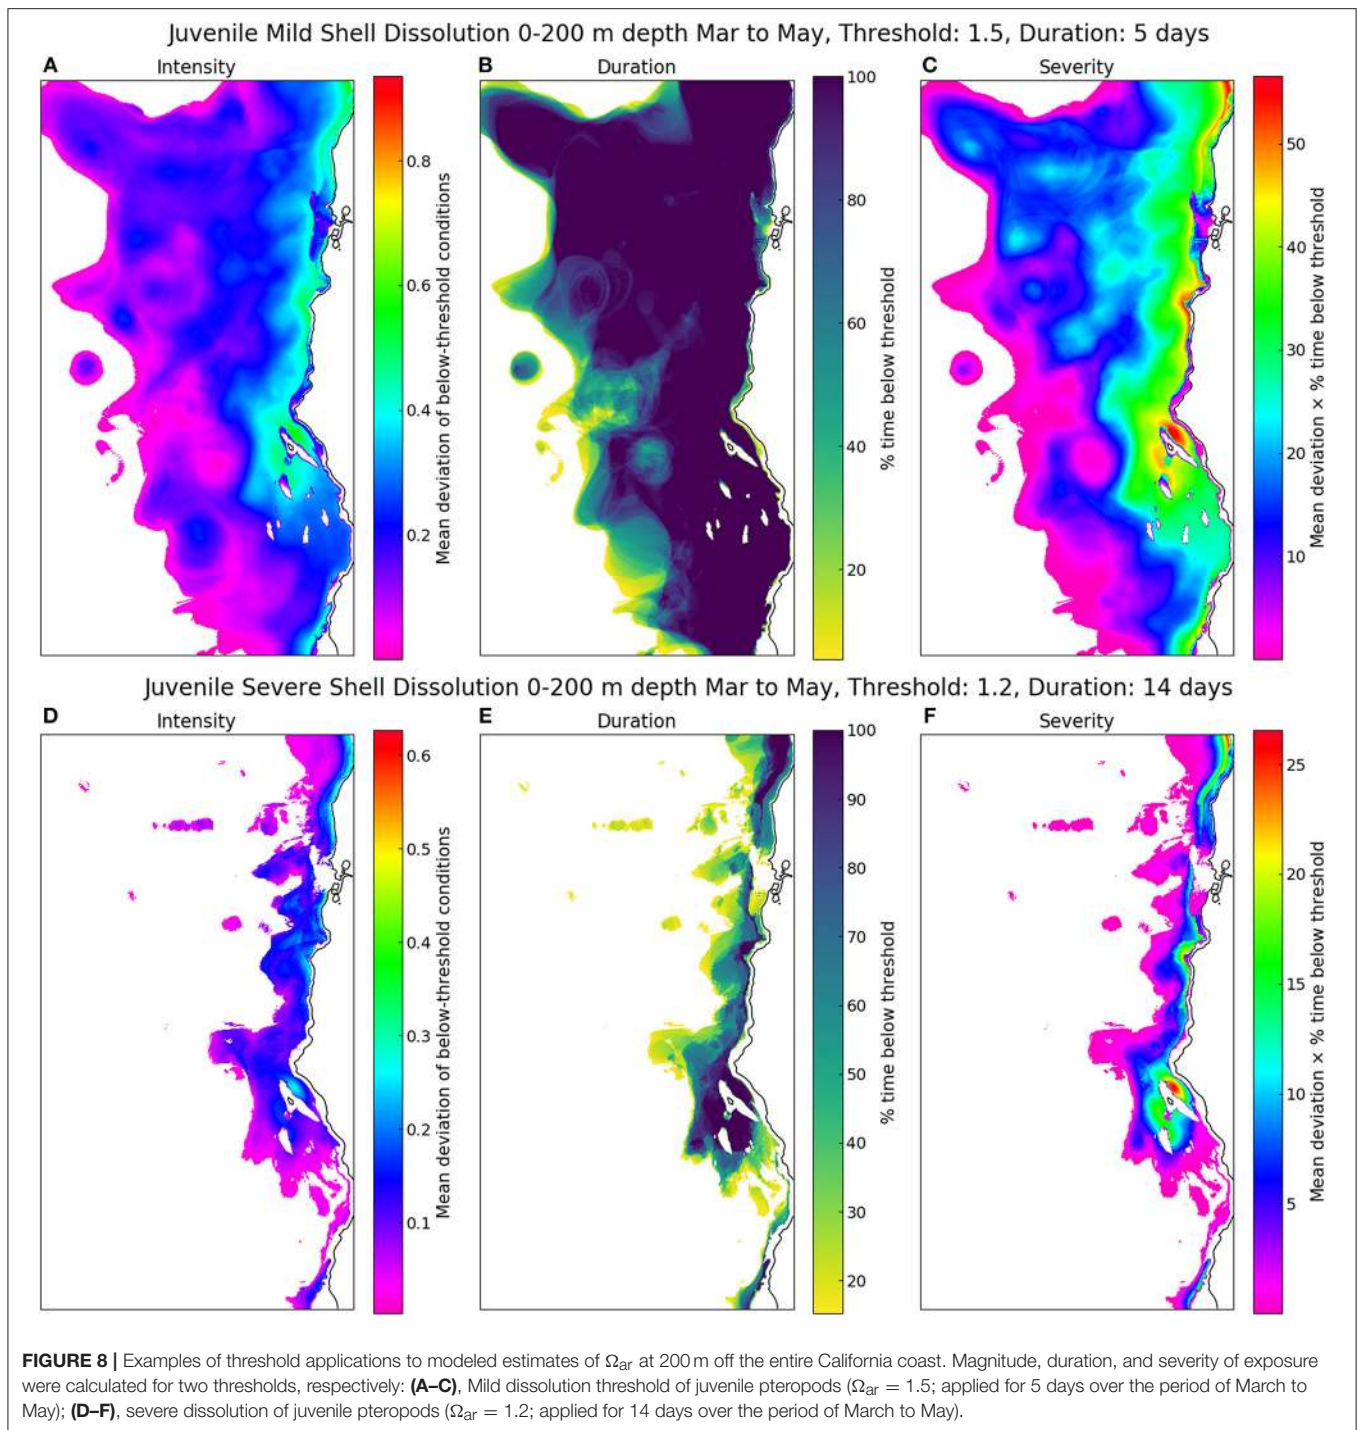 Juvenile Mild Shell Dissolution 0-200 m depth Mar to May, Threshold: 1.5, Duration: 5 days
A
Intensity
0.8
0.6
0.4
0.2
Mean deviation of below-threshold conditions
B
Duration
100
80
60
40
20
% time below threshold
C
Severity
50
40
30
20
10
Mean deviation × % time below threshold
Juvenile Severe Shell Dissolution 0-200 m depth Mar to May, Threshold: 1.2, Duration: 14 days
D
Intensity
0.6
0.5
0.4
0.3
0.2
0.1
Mean deviation of below-threshold conditions
E
Duration
100
90
80
70
60
50
40
30
20
% time below threshold
F
Severity
25
20
15
10
5
Mean deviation × % time below threshold
FIGURE 8 | Examples of threshold applications to modeled estimates of Ωar at 200 m off the entire California coast. Magnitude, duration, and severity of exposure
were calculated for two thresholds, respectively: (A–C), Mild dissolution threshold of juvenile pteropods (Ωar = 1.5; applied for 5 days over the period of March to
May); (D–F), severe dissolution of juvenile pteropods (Ωar = 1.2; applied for 14 days over the period of March to May).